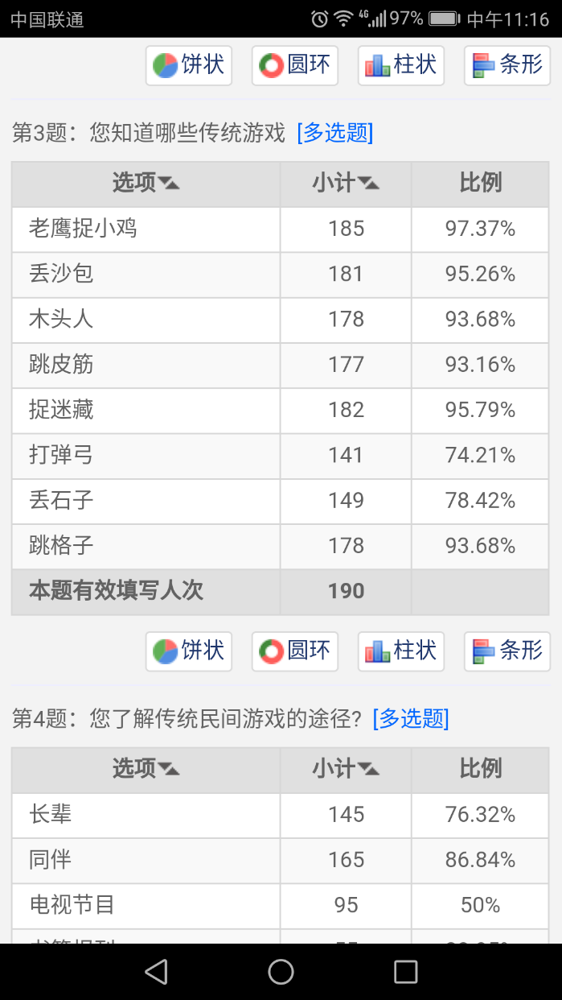 中国联通 4G 97% 中午11:16
饼状 圆环 柱状 条形
第3题：您知道哪些传统游戏 [多选题]
选项 小计 比例
老鹰捉小鸡 185 97.37%
丢沙包 181 95.26%
木头人 178 93.68%
跳皮筋 177 93.16%
捉迷藏 182 95.79%
打弹弓 141 74.21%
丢石子 149 78.42%
跳格子 178 93.68%
本题有效填写人次 190
饼状 圆环 柱状 条形
第4题：您了解传统民间游戏的途径? [多选题]
选项 小计 比例
长辈 145 76.32%
同伴 165 86.84%
电视节目 95 50%